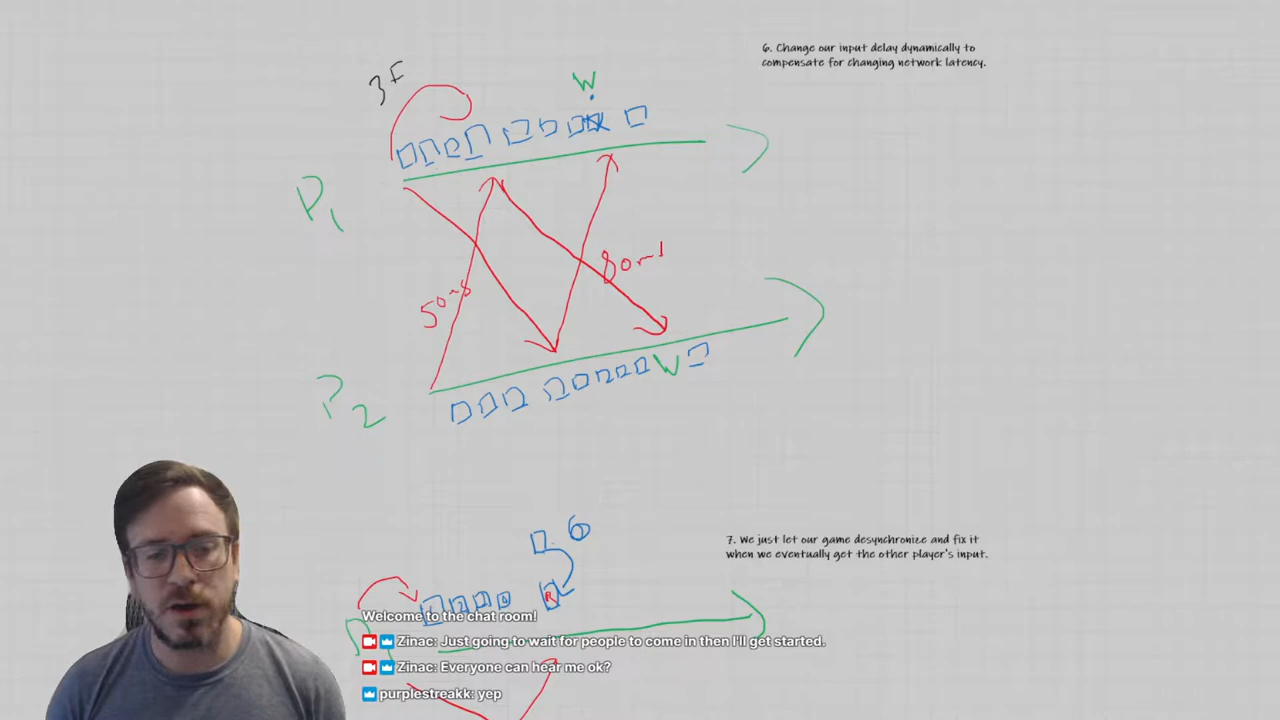 6. Change our input delay dynamically to
compensate for changing network latency.
3F
W
P1
50ms
80ms
W
P2
6
7. We just let our game desynchronize and fix it
when we eventually get the other player's input.
R
Welcome to the chat room!
Zinac: Just going to wait for people to come in then I'll get started.
Zinac: Everyone can hear me ok?
purplestreakk: yep